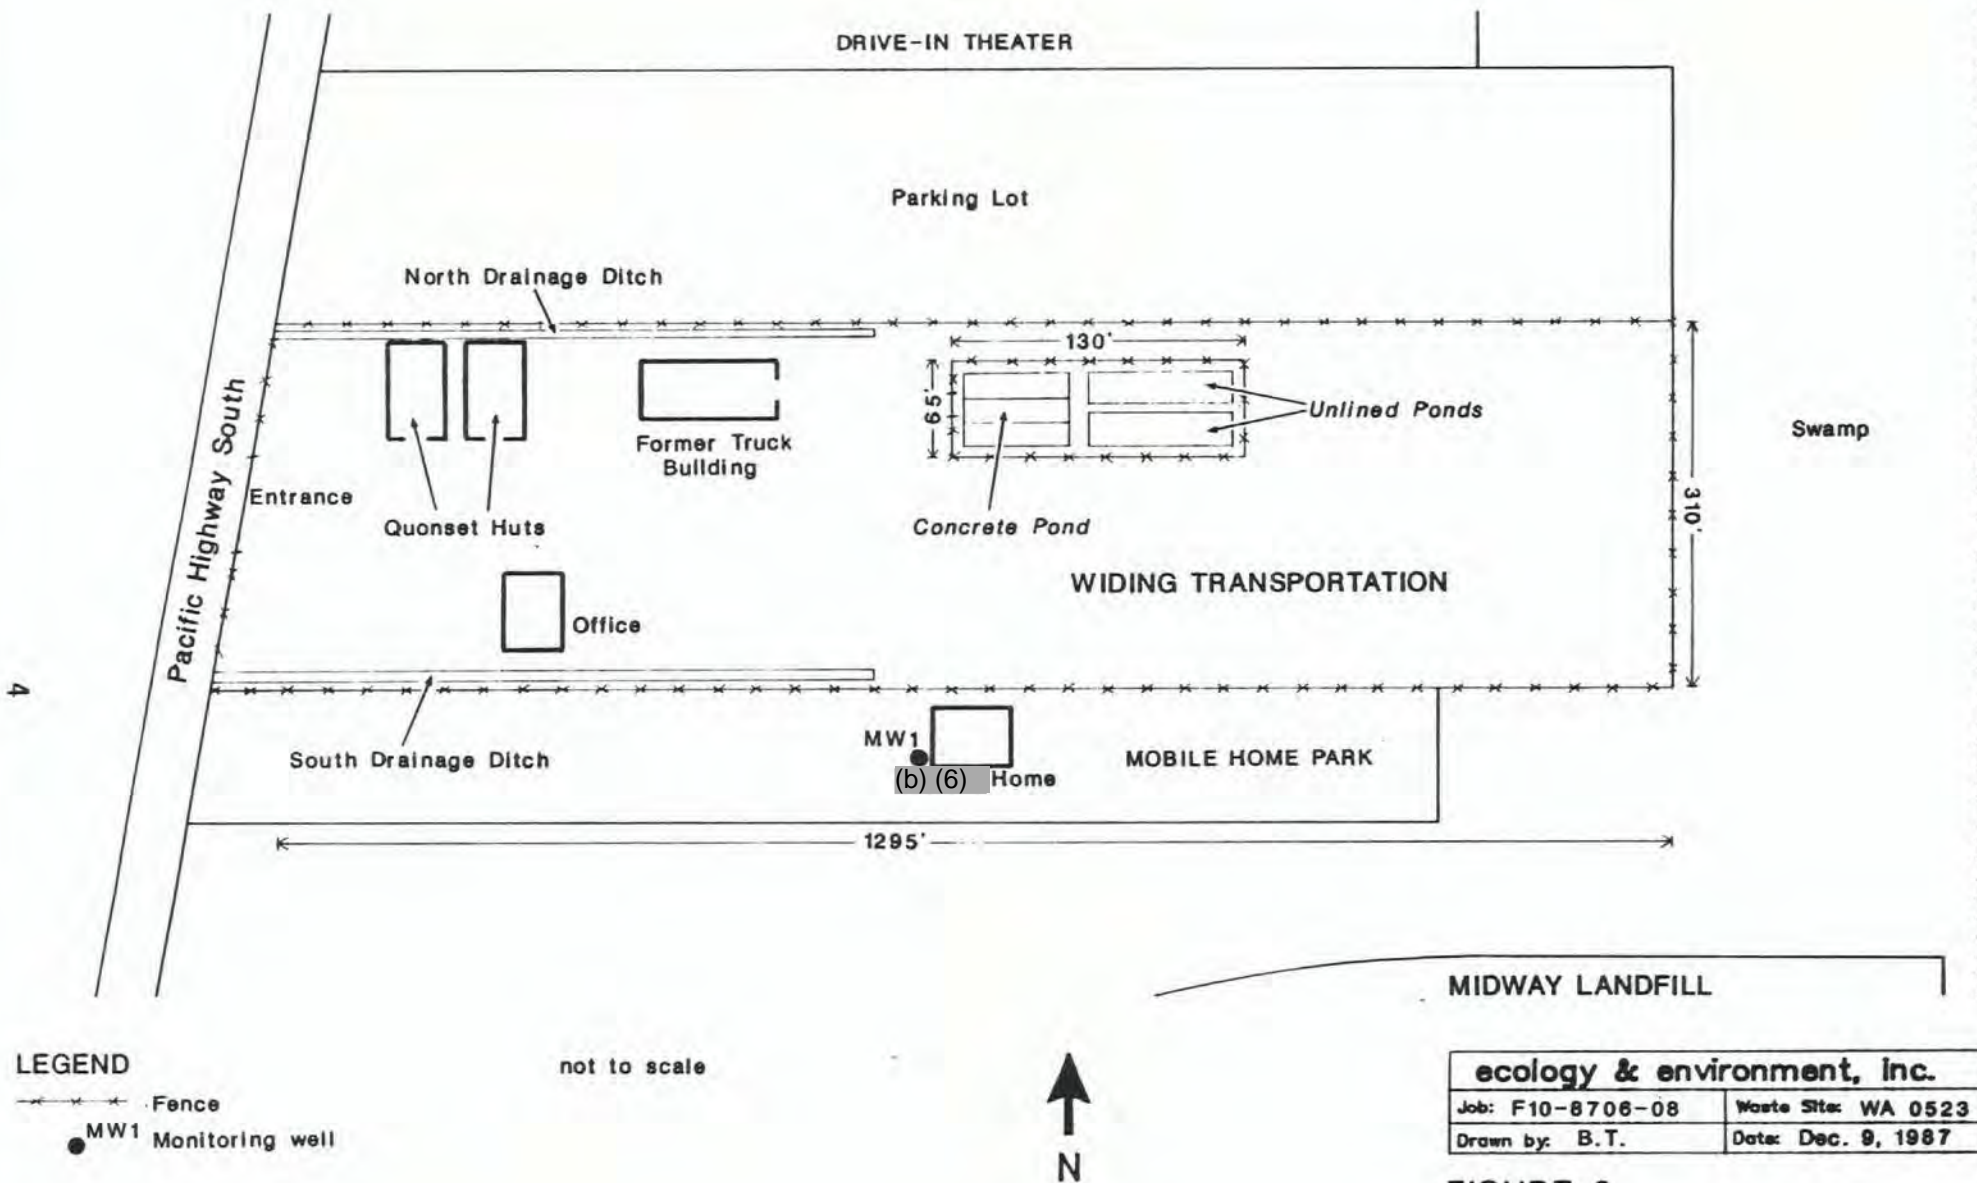 DRIVE-IN THEATER
Parking Lot
North Drainage Ditch
130'
65'
Unlined Ponds
Swamp
Former Truck
Building
Pacific Highway South
Entrance
Quonset Huts
Concrete Pond
310'
WIDING TRANSPORTATION
Office
4
MW1
South Drainage Ditch
MOBILE HOME PARK
(b) (6) Home
1295'
MIDWAY LANDFILL
LEGEND
Fence
MW1 Monitoring well
not to scale
N
ecology & environment, inc.
Job: F10-8706-08
Waste Site: WA 0523
Drawn by: B.T.
Date: Dec. 9, 1987